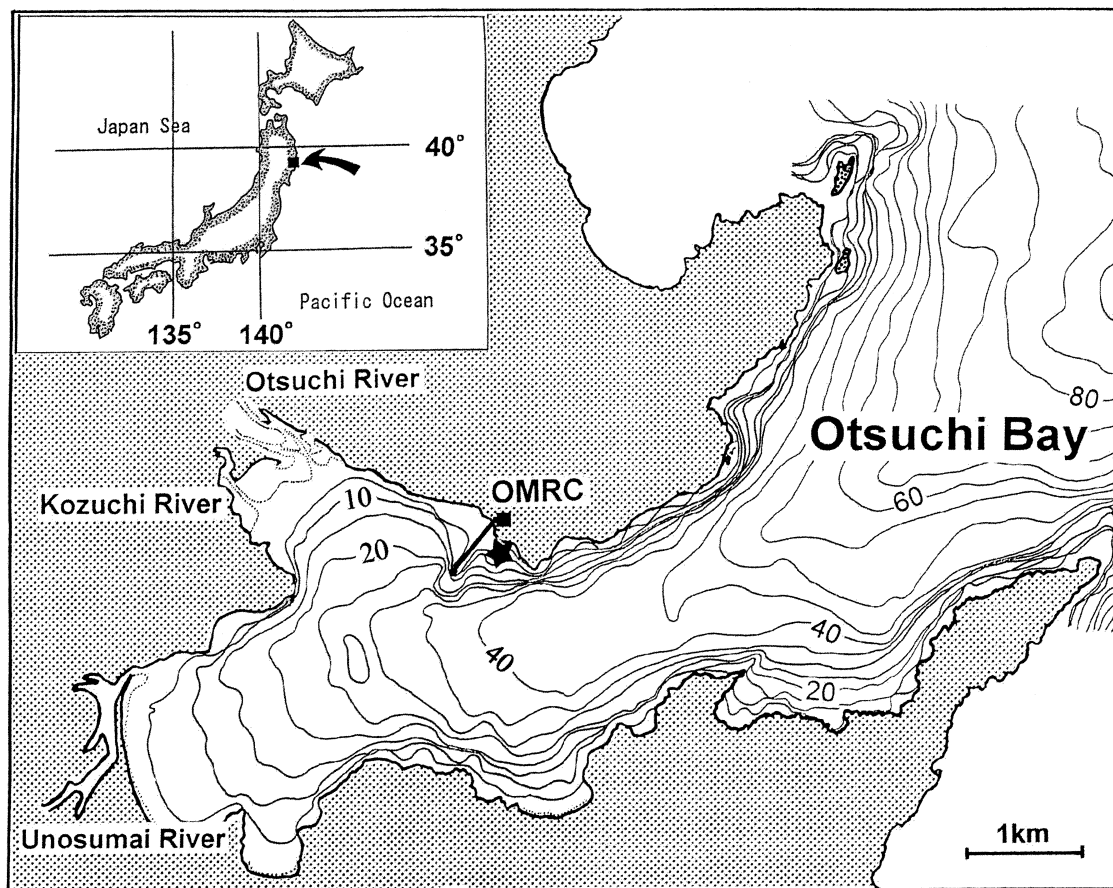 Japan Sea
40°
35°
Pacific Ocean
135°
140°
Otsuchi River
80
Otsuchi Bay
Kozuchi River
10
OMRC
60
20
40
40
20
Unosumai River
1km